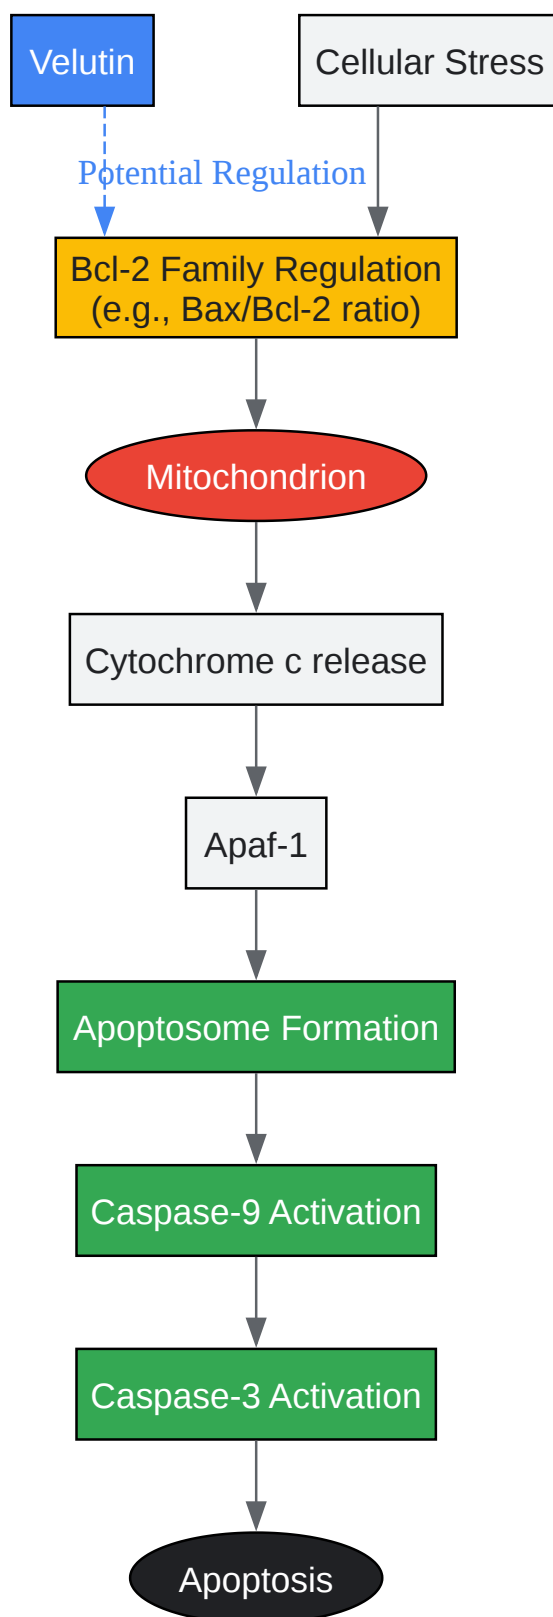 Velutin
Cellular Stress
Potential Regulation
Bcl-2 Family Regulation
(e.g., Bax/Bcl-2 ratio)
Mitochondrion
Cytochrome c release
Apaf-1
Apoptosome Formation
Caspase-9 Activation
Caspase-3 Activation
Apoptosis